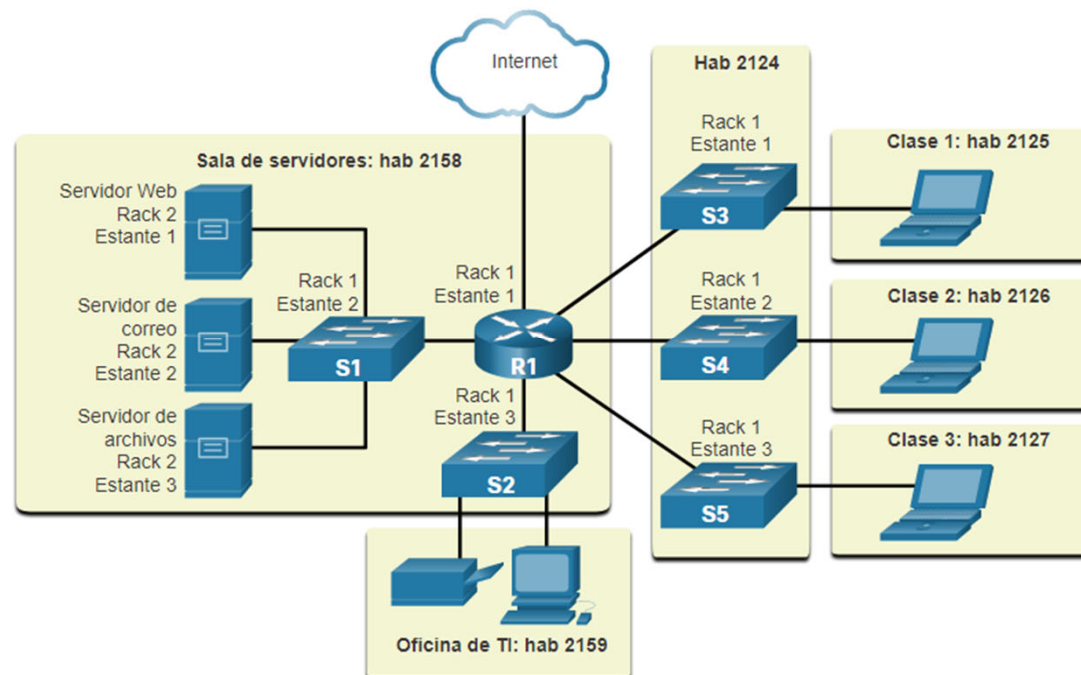 Internet
Hab 2124
Rack 1
Estante 1
S3
Rack 1
Estante 2
S4
Rack 1
Estante 3
S5
Clase 1: hab 2125
Clase 2: hab 2126
Clase 3: hab 2127
Sala de servidores: hab 2158
Servidor Web
Rack 2
Estante 1
Servidor de
correo
Rack 2
Estante 2
Servidor de
archivos
Rack 2
Estante 3
Rack 1
Estante 2
S1
Rack 1
Estante 1
R1
Rack 1
Estante 3
S2
Oficina de TI: hab 2159